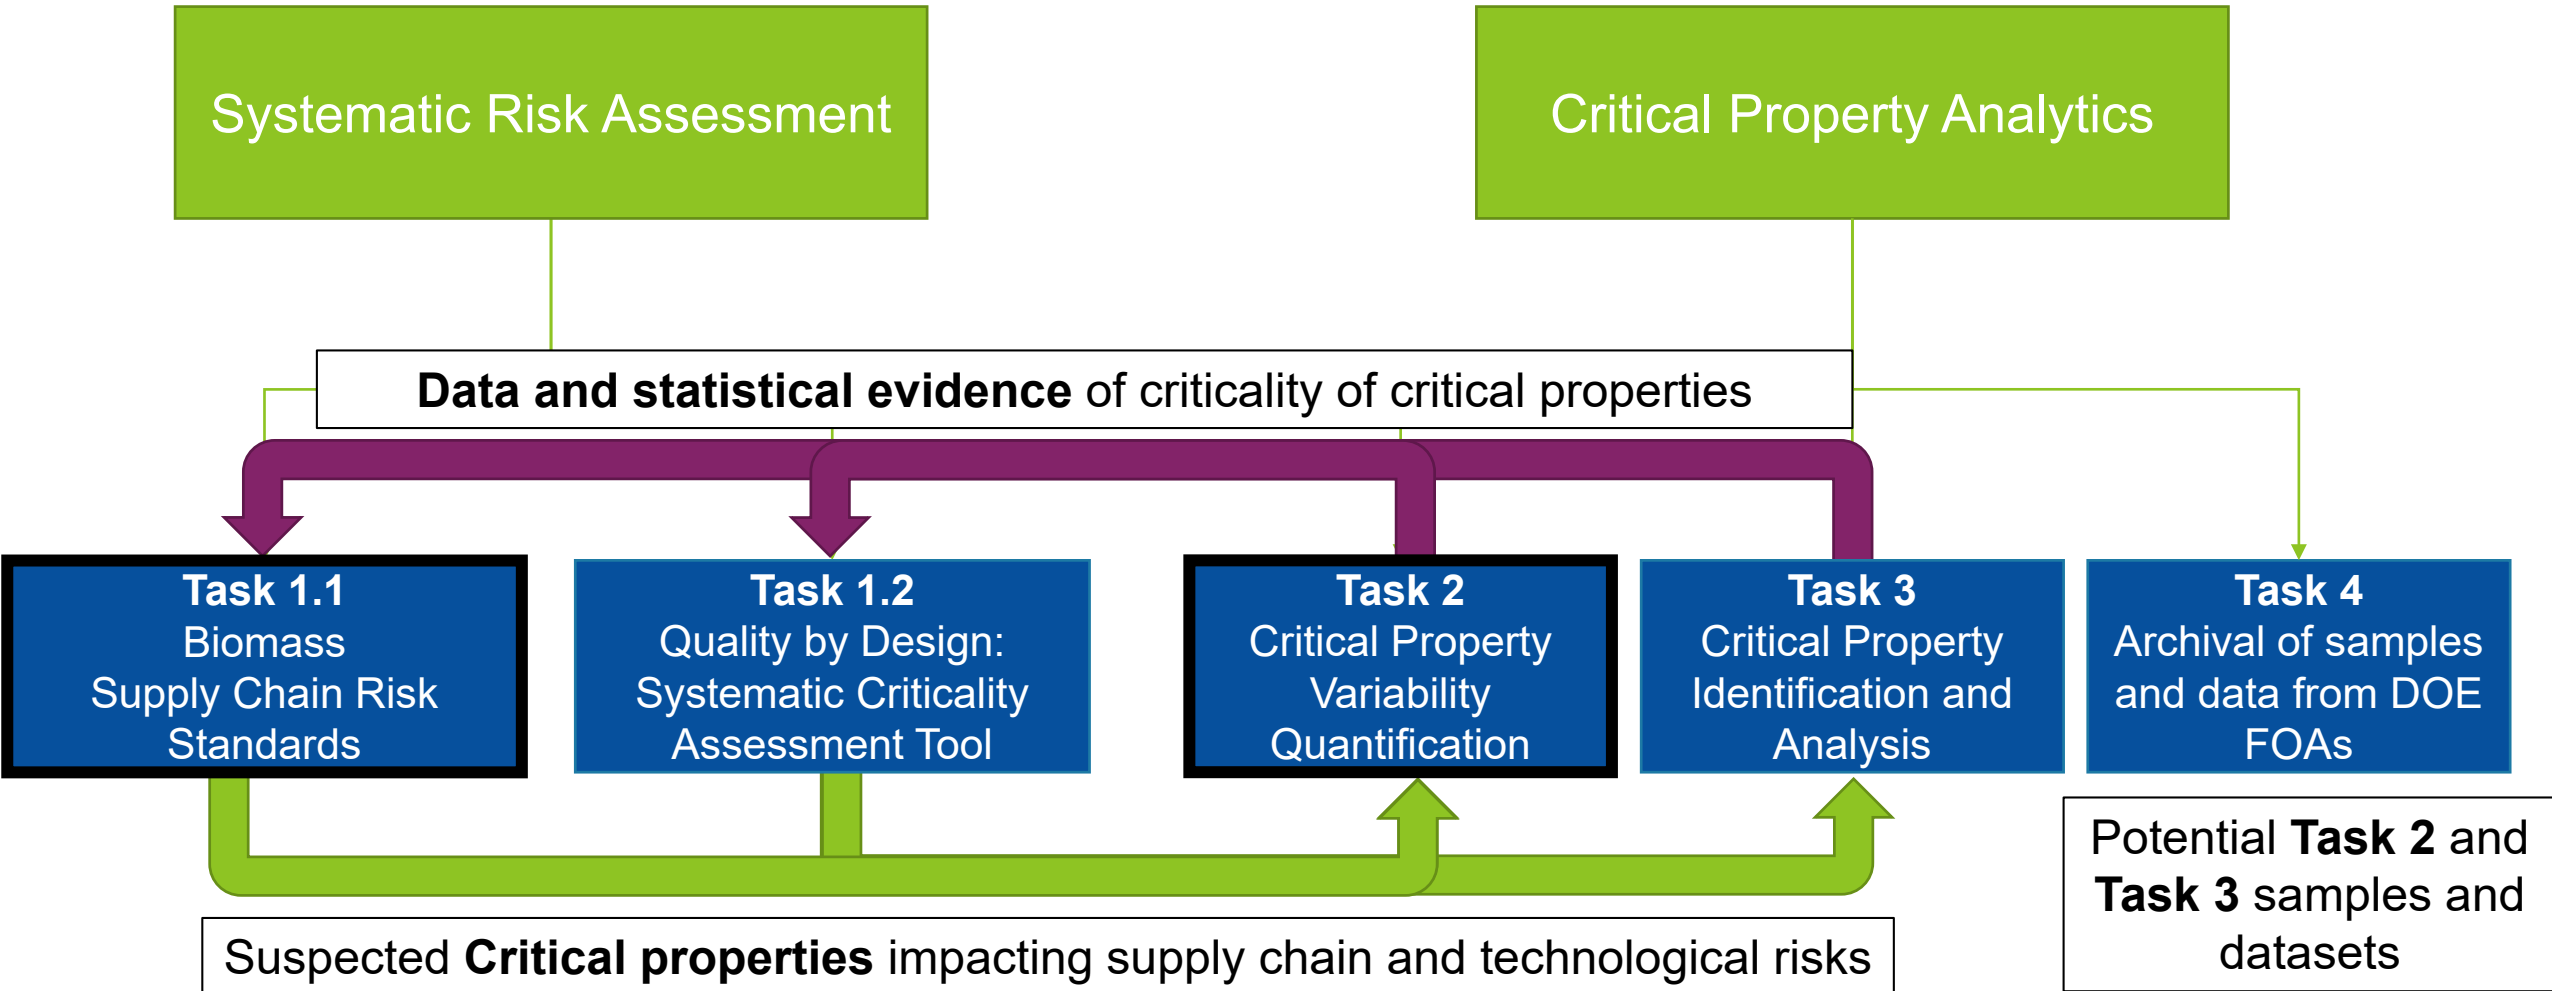 Systematic Risk Assessment
Critical Property Analytics
Data and statistical evidence of criticality of critical properties
Task 1.1
Biomass
Supply Chain Risk
Standards
Task 1.2
Quality by Design:
Systematic Criticality
Assessment Tool
Task 2
Critical Property
Variability
Quantification
Task 3
Critical Property
Identification and
Analysis
Task 4
Archival of samples
and data from DOE
FOAs
Suspected Critical properties impacting supply chain and technological risks
Potential Task 2 and
Task 3 samples and
datasets